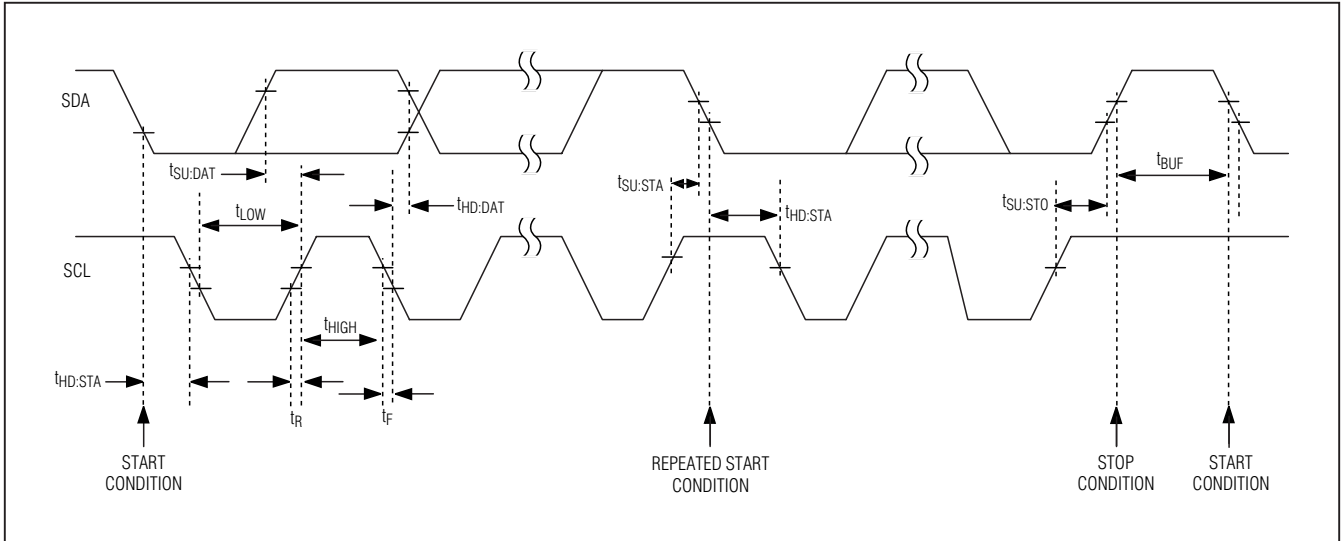 SDA
tSU:DAT
tLOW
tHD:DAT
tSU:STA
tHD:STA
tSU:STO
tBUF
SCL
tHIGH
tHD:STA
tR
tF
START
CONDITION
REPEATED START
CONDITION
STOP
CONDITION
START
CONDITION